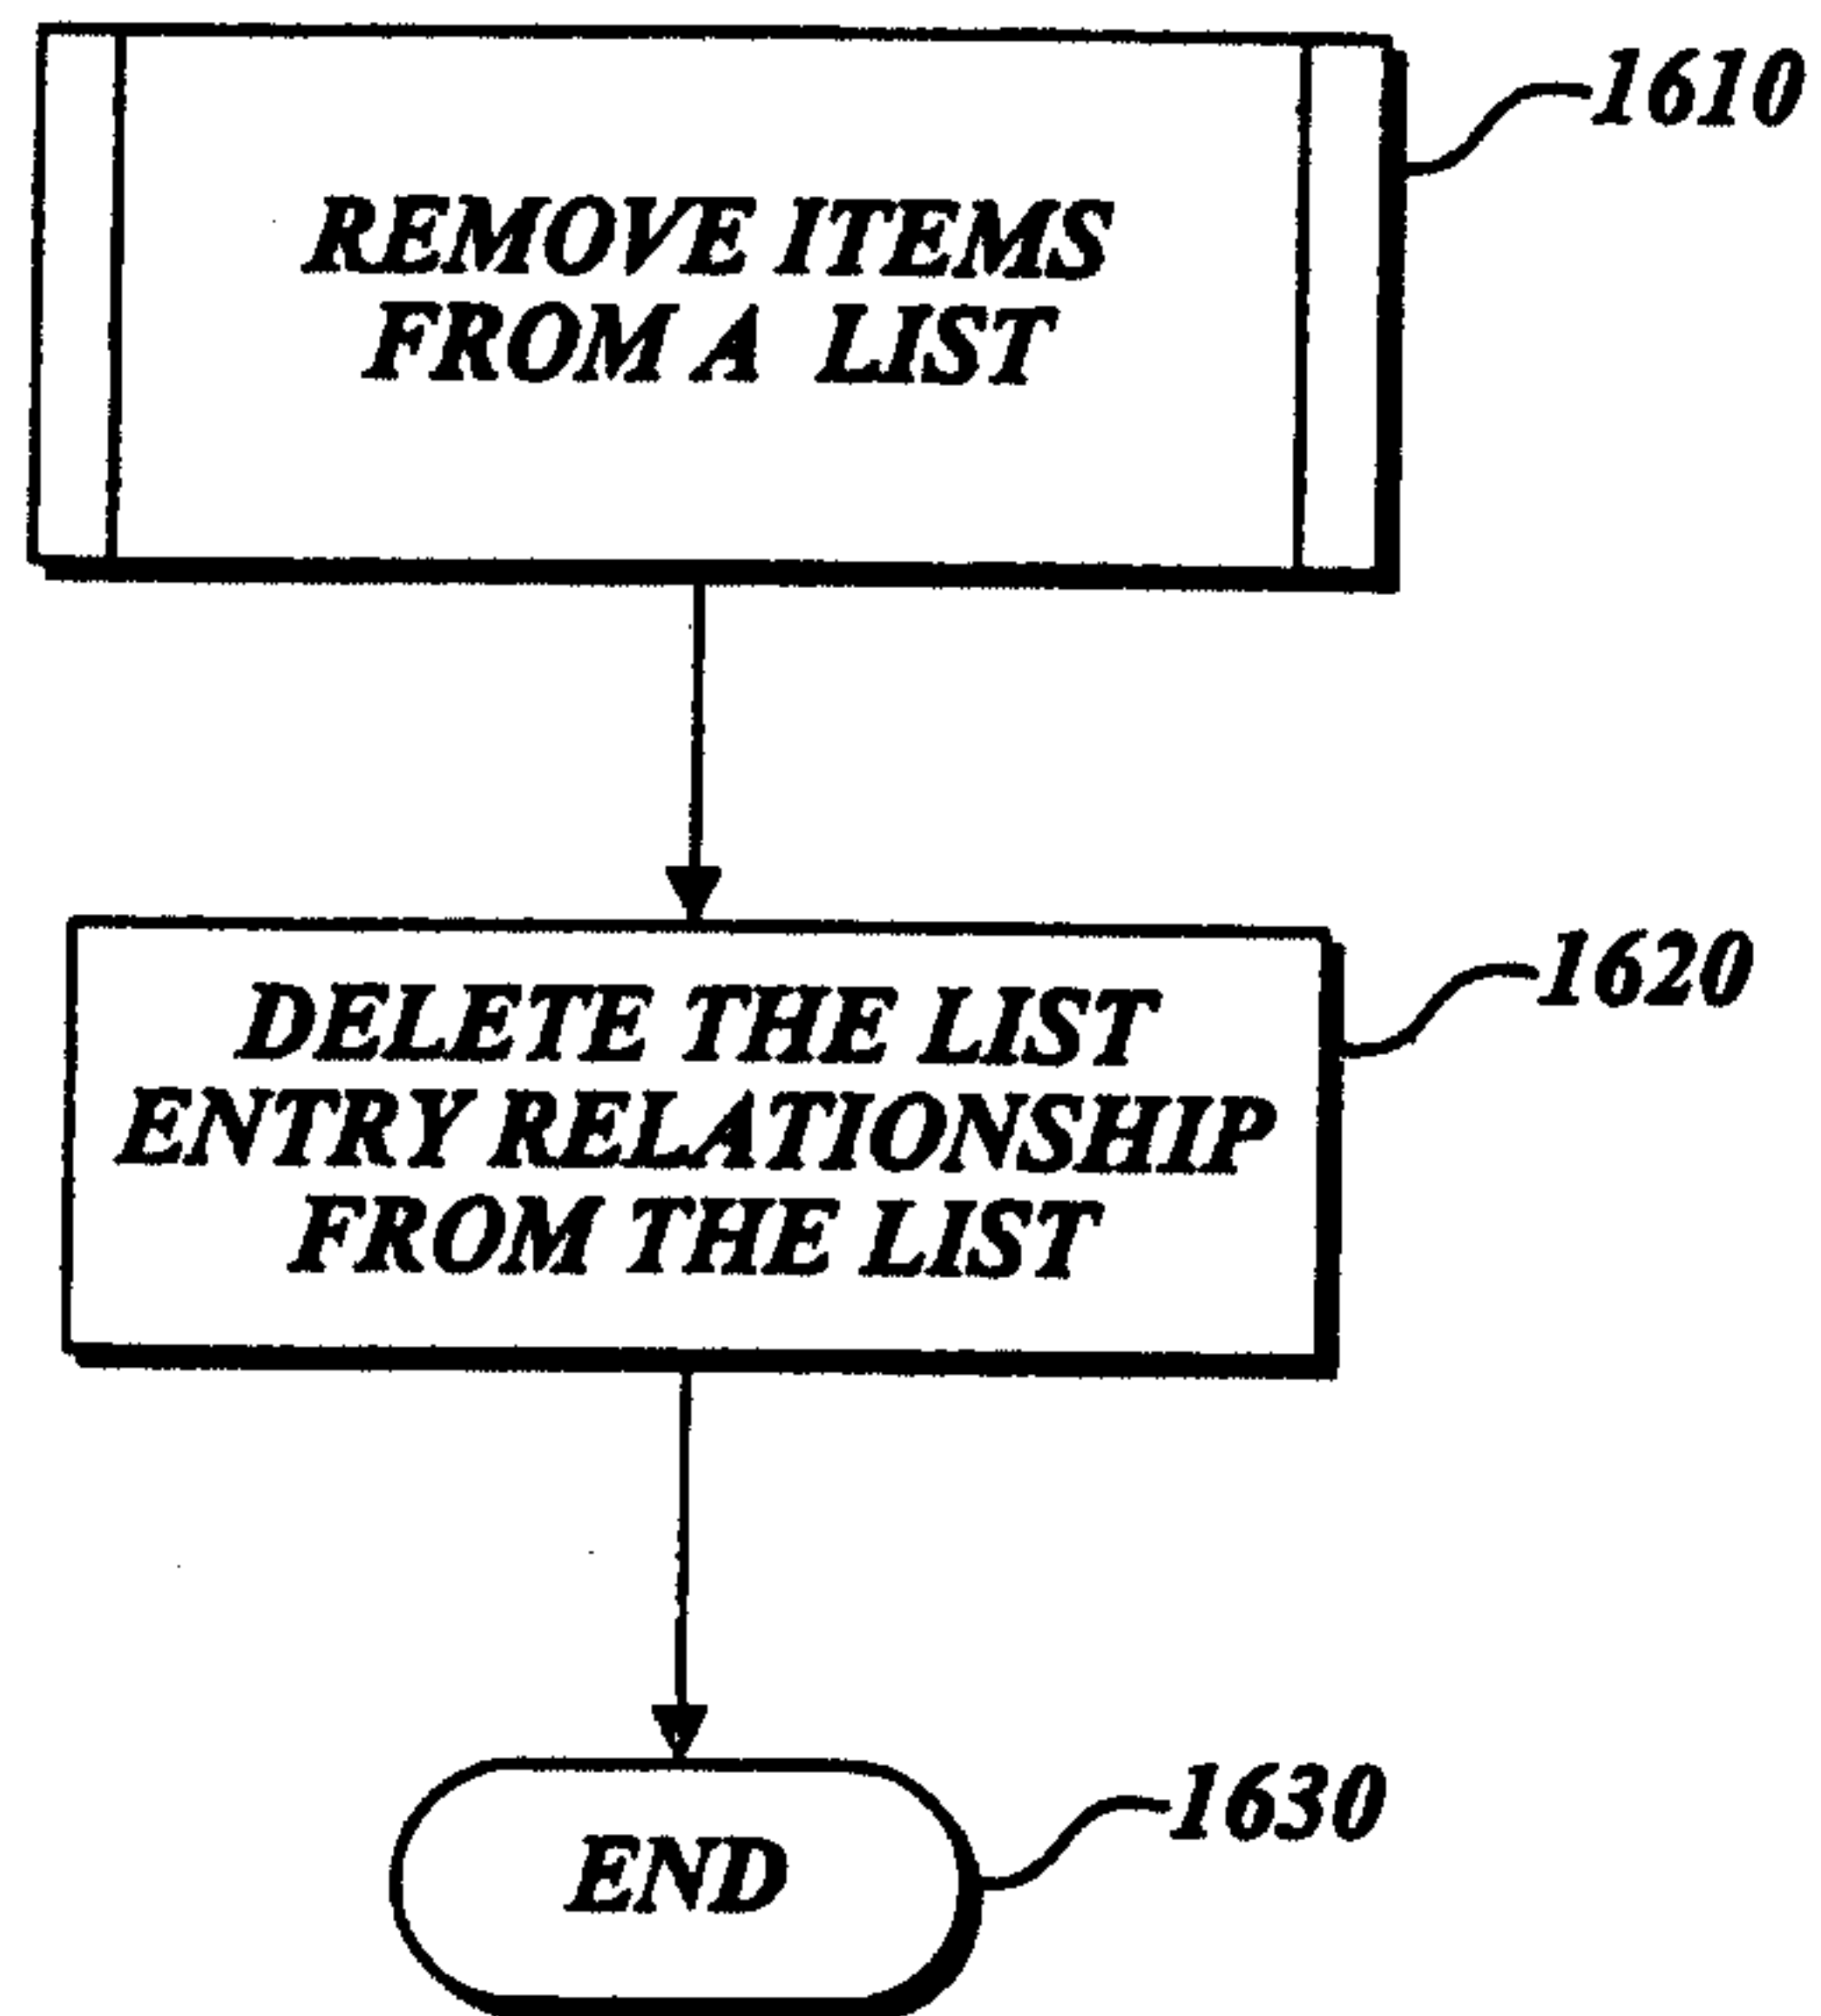 1610
REMOVE ITEMS
FROM A LIST
1620
DELETE THE LIST
ENTRY RELATIONSHIP
FROM THE LIST
1630
END